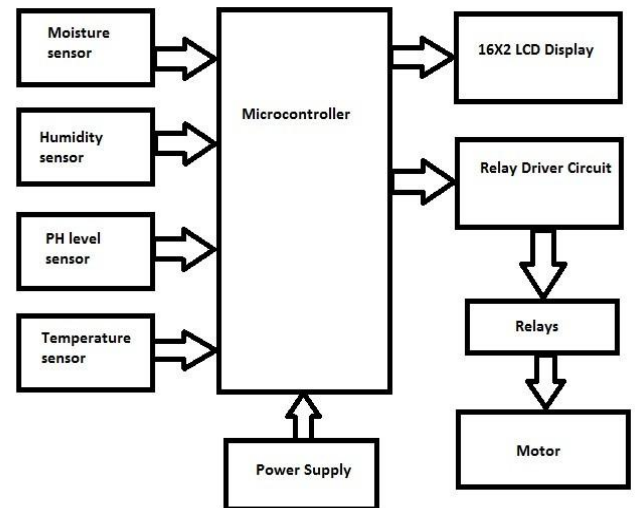 Moisture
sensor
Humidity
sensor
PH level
sensor
Temperature
sensor
Microcontroller
Power Supply
16X2 LCD Display
Relay Driver Circuit
Relays
Motor